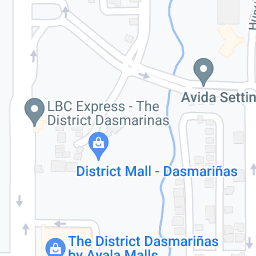 LBC Express - The
District Dasmarinas
Avida Settin
District Mall - Dasmariñas
The District Dasmariñas
by Ayala Malls